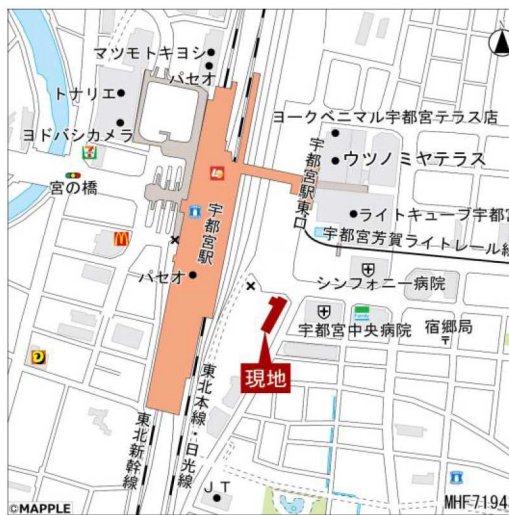 マツモトキヨシ
パセオ
トナリエ
ヨドバシカメラ
宮の橋
ヨークベニマル宇都宮テラス店
ウツノミヤテラス
宇都宮駅東口
ライトキューブ宇都宮
宇都宮芳賀ライトレール線
宇都宮駅
パセオ
シンフォニー病院
宇都宮中央病院
宿郷局
現地
東北本線・日光線
東北新幹線
JT
©MAPPLE
MHF7194